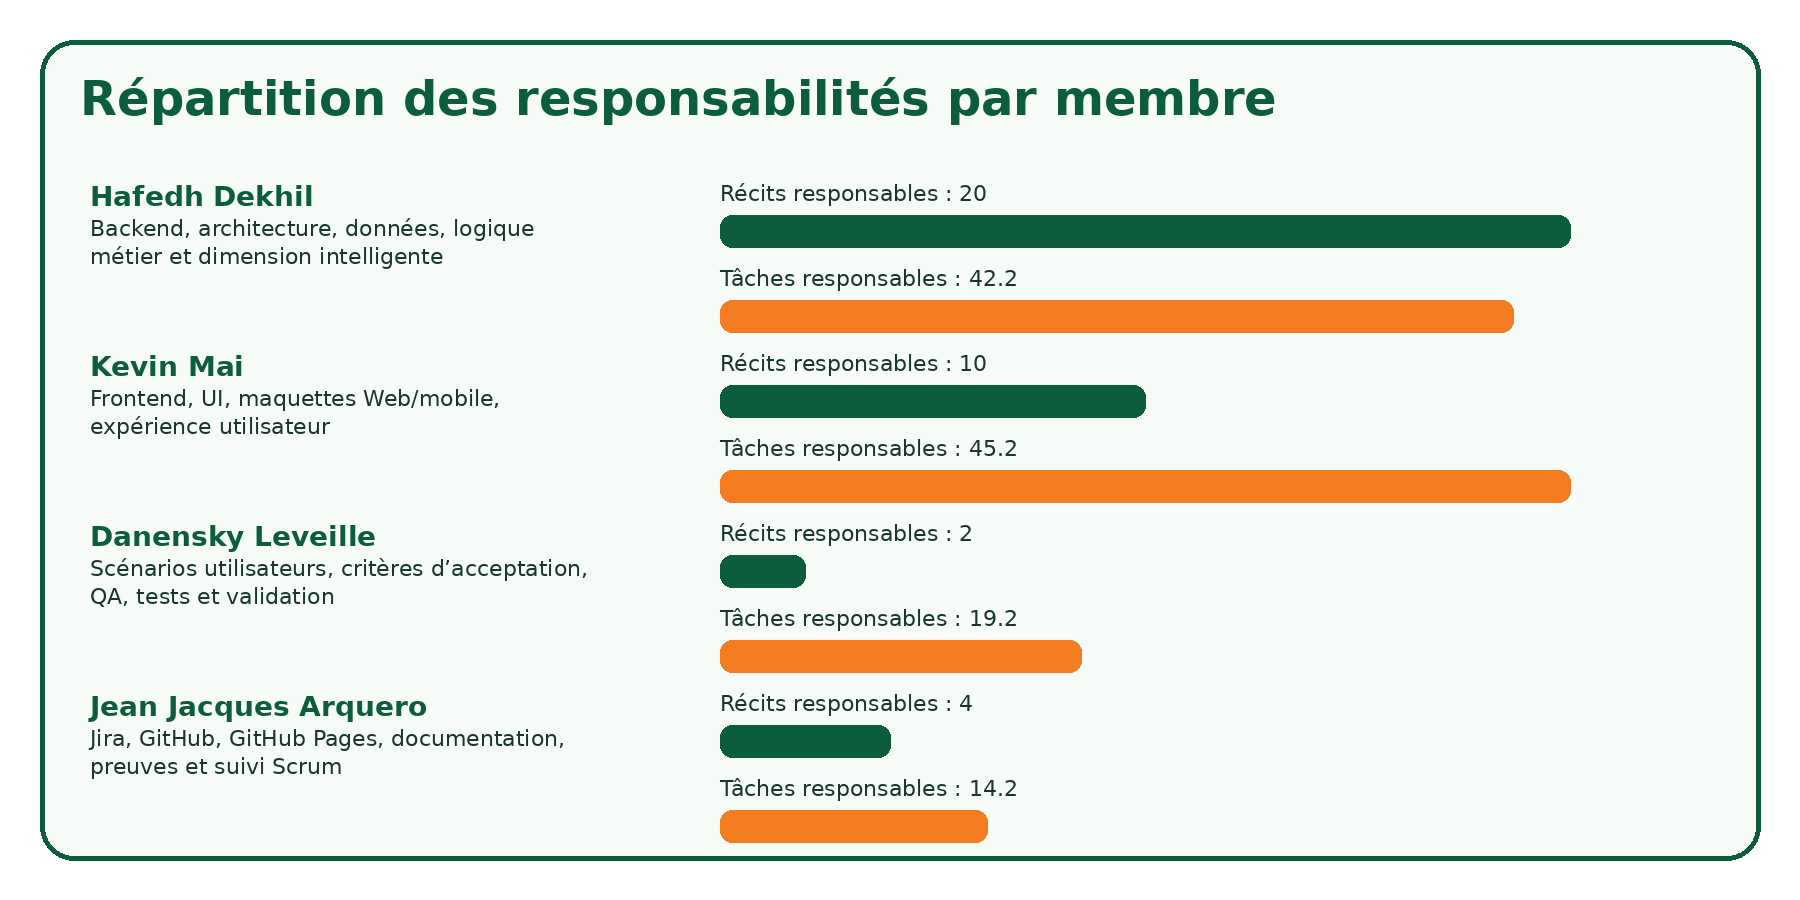 Répartition des responsabilités par membre
Hafedh Dekhil
Backend, architecture, données, logique
métier et dimension intelligente
Récits responsables : 20
Tâches responsables : 42.2
Kevin Mai
Frontend, UI, maquettes Web/mobile,
expérience utilisateur
Récits responsables : 10
Tâches responsables : 45.2
Danensky Leveille
Scénarios utilisateurs, critères d’acceptation,
QA, tests et validation
Récits responsables : 2
Tâches responsables : 19.2
Jean Jacques Arquero
Jira, GitHub, GitHub Pages, documentation,
preuves et suivi Scrum
Récits responsables : 4
Tâches responsables : 14.2